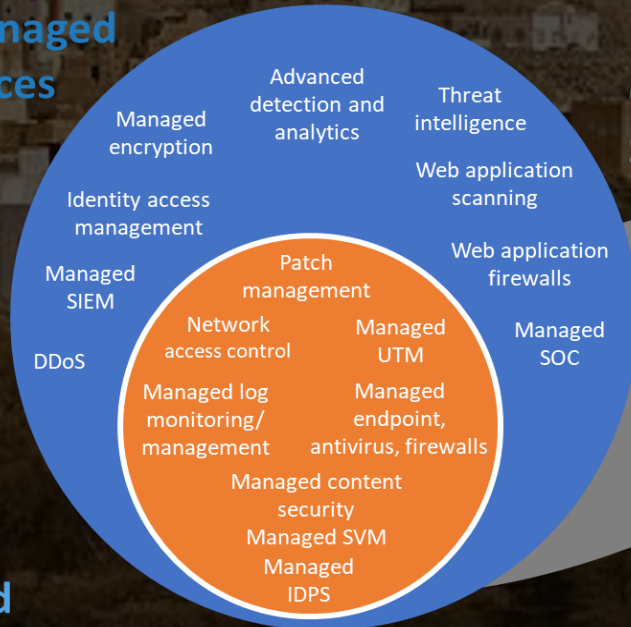 naged
ces
Advanced
detection and
analytics
Threat
intelligence
Managed
encryption
Web application
scanning
Identity access
management
Web application
firewalls
Managed
SIEM
Managed
SOC
DDoS
Patch
management
Network
access control
Managed
UTM
Managed log
monitoring/
management
Managed
endpoint,
antivirus, firewalls
Managed content
security
Managed SVM
Managed
IDPS
d